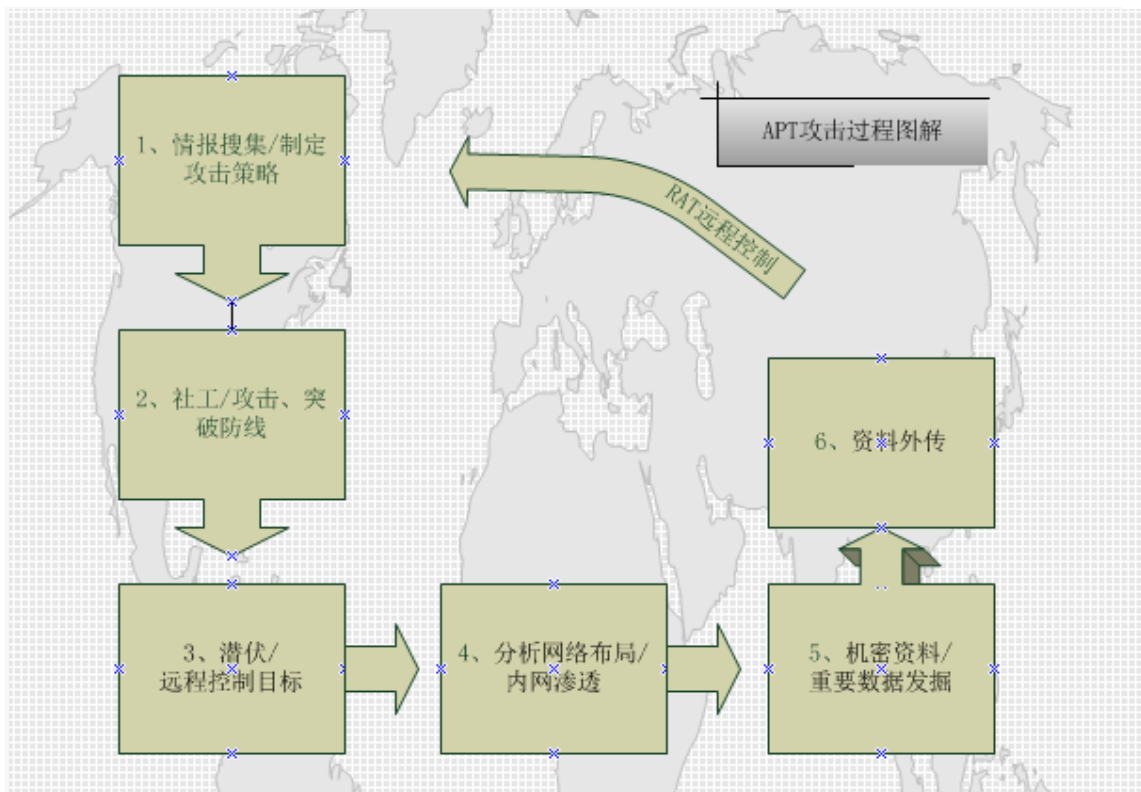 APT攻击过程图解
1、情报搜集/制定
攻击策略
RAT远程控制
2、社工/攻击、突
破防线
6、资料外传
3、潜伏/
远程控制目标
4、分析网络布局/
内网渗透
5、机密资料/
重要数据发掘